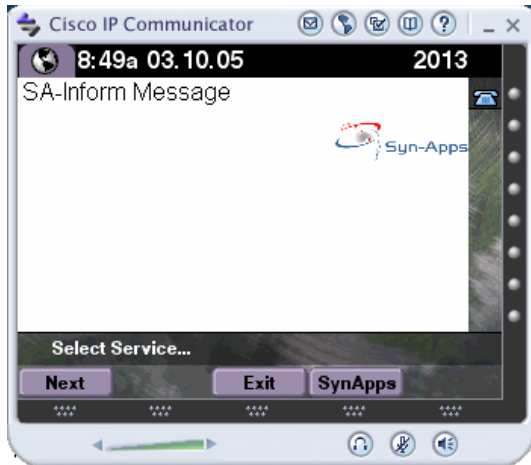 Cisco IP Communicator
8:49a 03.10.05 2013
SA-Inform Message
Syn-Apps
Select Service...
Next Exit SynApps